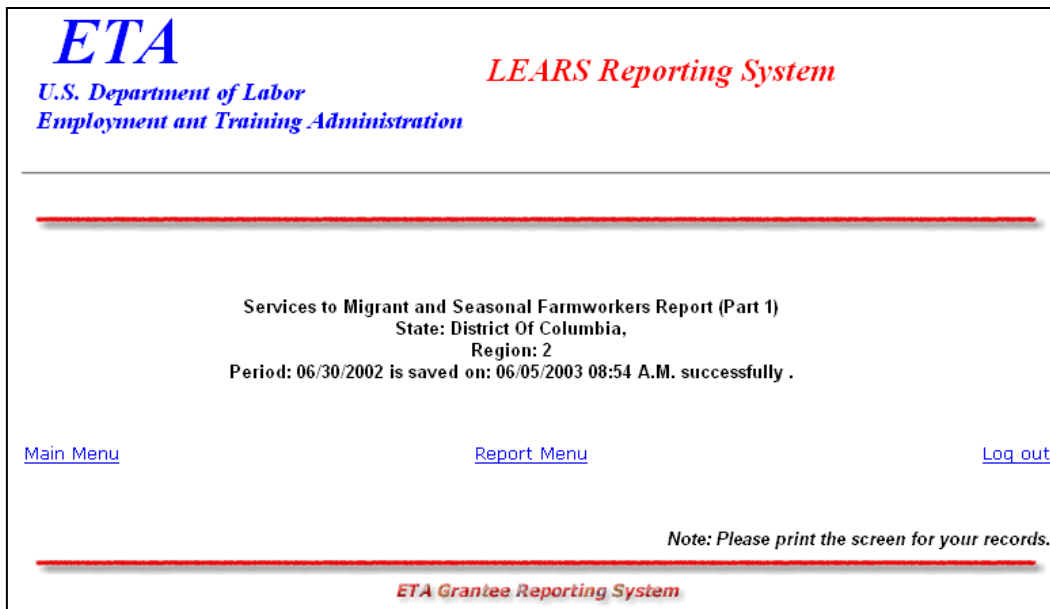 ETA
LEARS Reporting System
U.S. Department of Labor
Employment ant Training Administration
Services to Migrant and Seasonal Farmworkers Report (Part 1)
State: District Of Columbia,
Region: 2
Period: 06/30/2002 is saved on: 06/05/2003 08:54 A.M. successfully .
Main Menu
Report Menu
Log out
Note: Please print the screen for your records.
ETA Grantee Reporting System